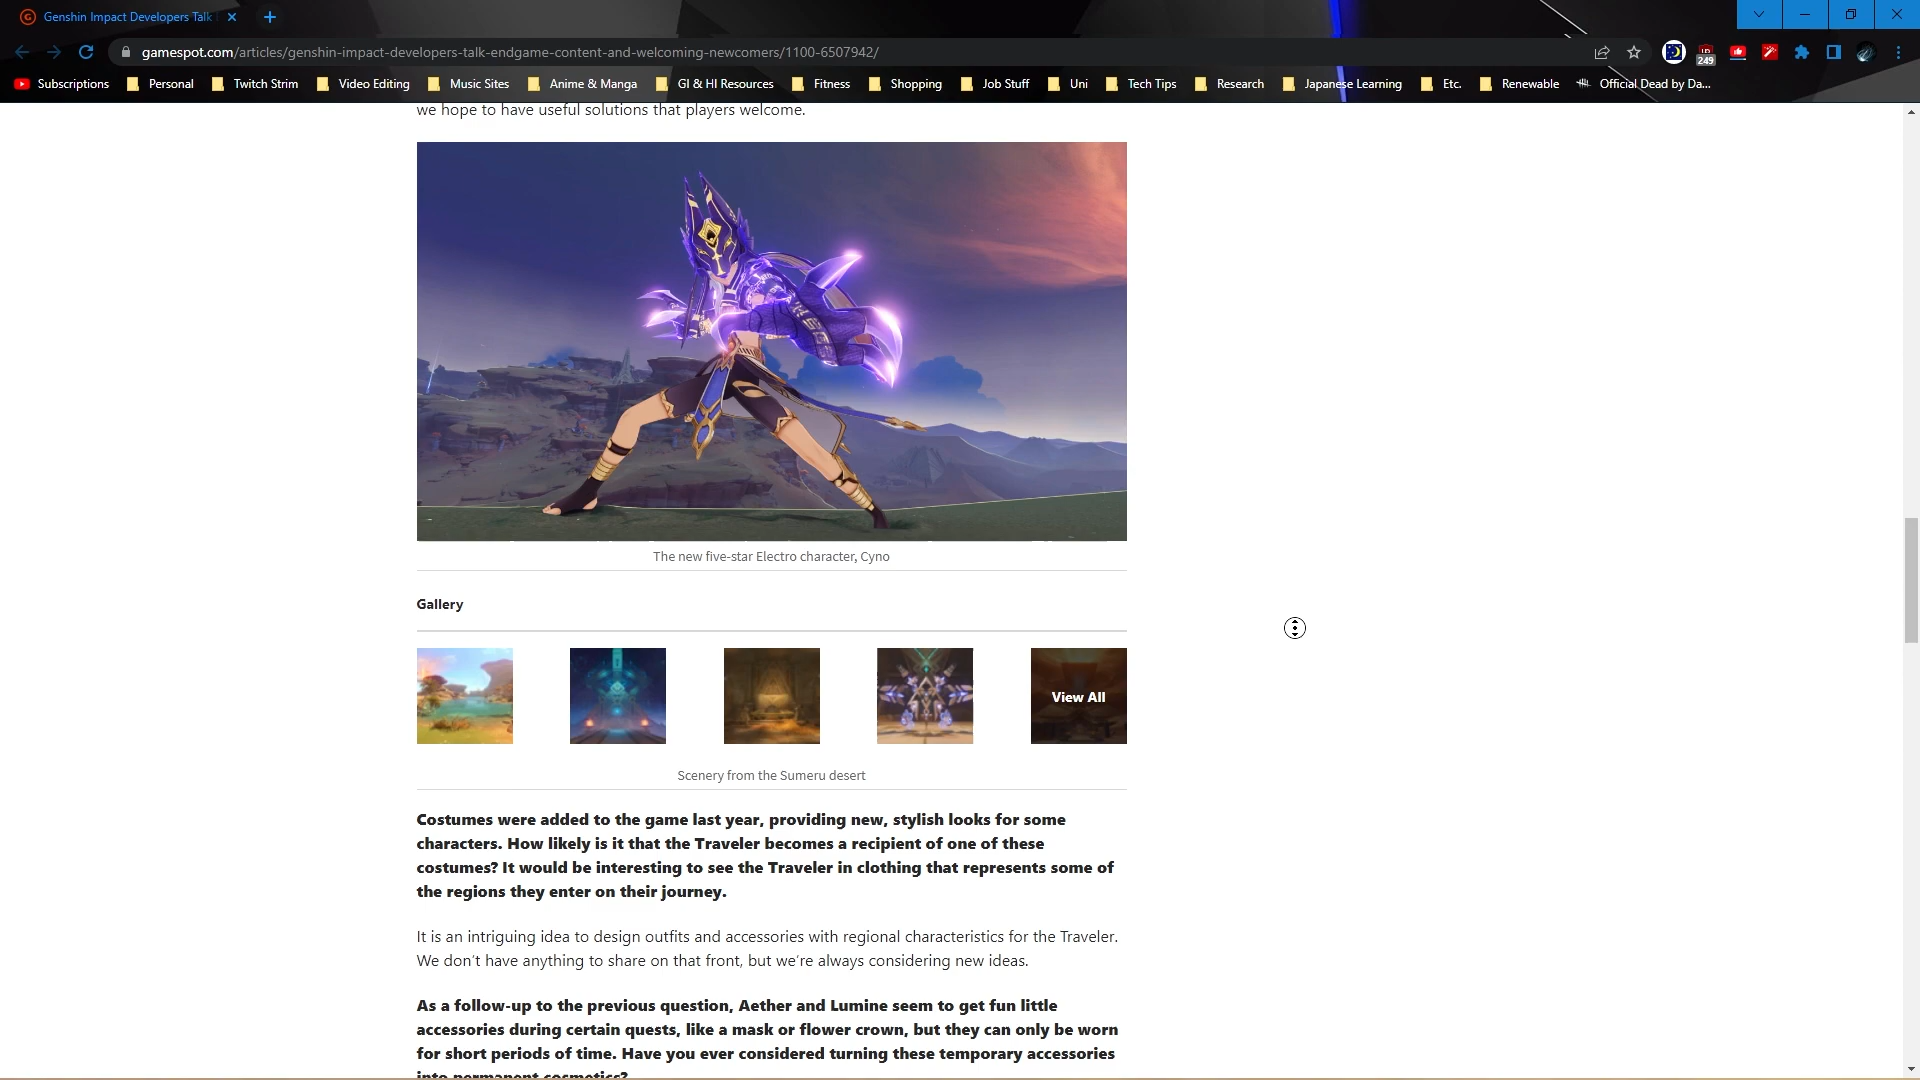 Genshin Impact Developers Talk
gamespot.com/articles/genshin-impact-developers-talk-endgame-content-and-welcoming-newcomers/1100-6507942/
249
Subscriptions Personal Twitch Strim Video Editing Music Sites Anime & Manga GI & HI Resources Fitness Shopping Job Stuff Uni Tech Tips Research Japanese Learning Etc. Renewable Official Dead by Da...
we hope to have useful solutions that players welcome.
The new five-star Electro character, Cyno
Gallery
View All
Scenery from the Sumeru desert
Costumes were added to the game last year, providing new, stylish looks for some
characters. How likely is it that the Traveler becomes a recipient of one of these
costumes? It would be interesting to see the Traveler in clothing that represents some of
the regions they enter on their journey.
It is an intriguing idea to design outfits and accessories with regional characteristics for the Traveler.
We don't have anything to share on that front, but we're always considering new ideas.
As a follow-up to the previous question, Aether and Lumine seem to get fun little
accessories during certain quests, like a mask or flower crown, but they can only be worn
for short periods of time. Have you ever considered turning these temporary accessories
into permanent cosmetics?